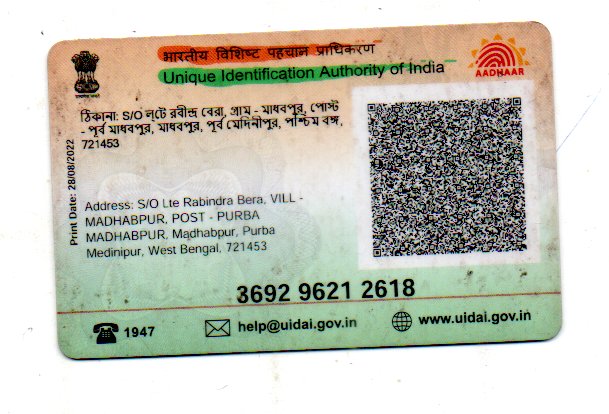 भारतीय विशिष्ट पहचान प्राधिकरण
Unique Identification Authority of India
AADHAAR
ঠিকানা: S/O লূটে রবীন্দ্র বেরা, গ্রাম - মাধবপুর, পোস্ট
- পূর্ব মাধবপুর, মাধবপুর, পূর্ব মেদিনীপুর, পশ্চিম বঙ্গ,
721453
Print Date: 28/08/2022
Address: S/O Lte Rabindra Bera, VILL -
MADHABPUR, POST - PURBA
MADHABPUR, Madhabpur, Purba
Medinipur, West Bengal, 721453
3692 9621 2618
1947
help@uidai.gov.in
www.uidai.gov.in